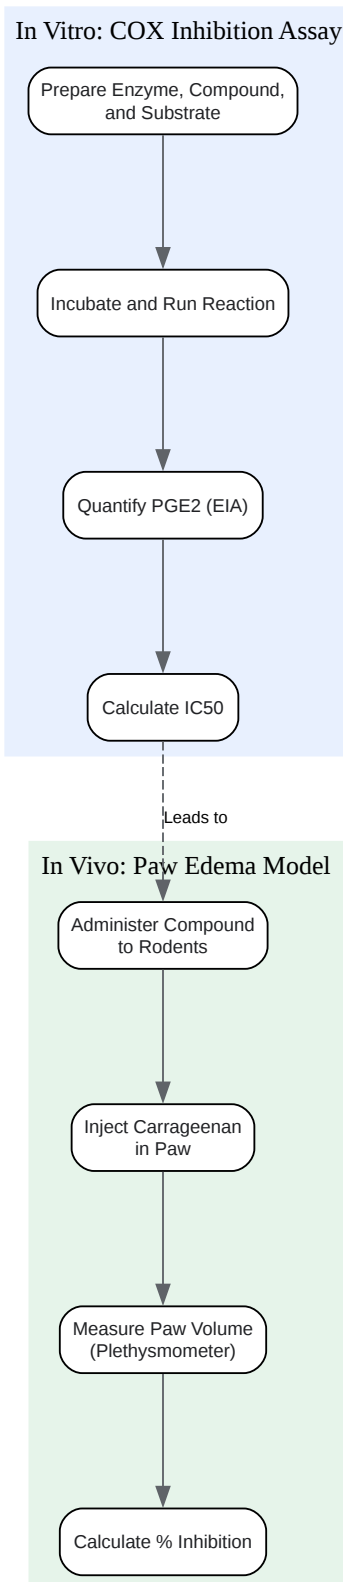 In Vitro: COX Inhibition Assay
Prepare Enzyme, Compound,
and Substrate
Incubate and Run Reaction
Quantify PGE2 (EIA)
Calculate IC50
Leads to
In Vivo: Paw Edema Model
Administer Compound
to Rodents
Inject Carrageenan
in Paw
Measure Paw Volume
(Plethysmometer)
Calculate % Inhibition